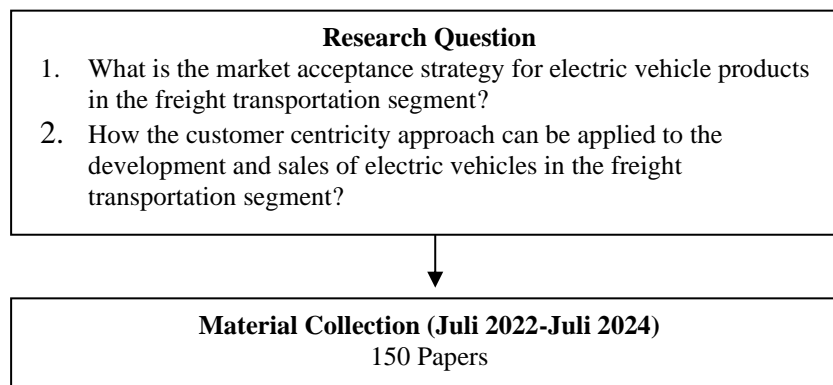 Research Question
1. What is the market acceptance strategy for electric vehicle products
in the freight transportation segment?
2. How the customer centricity approach can be applied to the
development and sales of electric vehicles in the freight
transportation segment?
Material Collection (Juli 2022-Juli 2024)
150 Papers